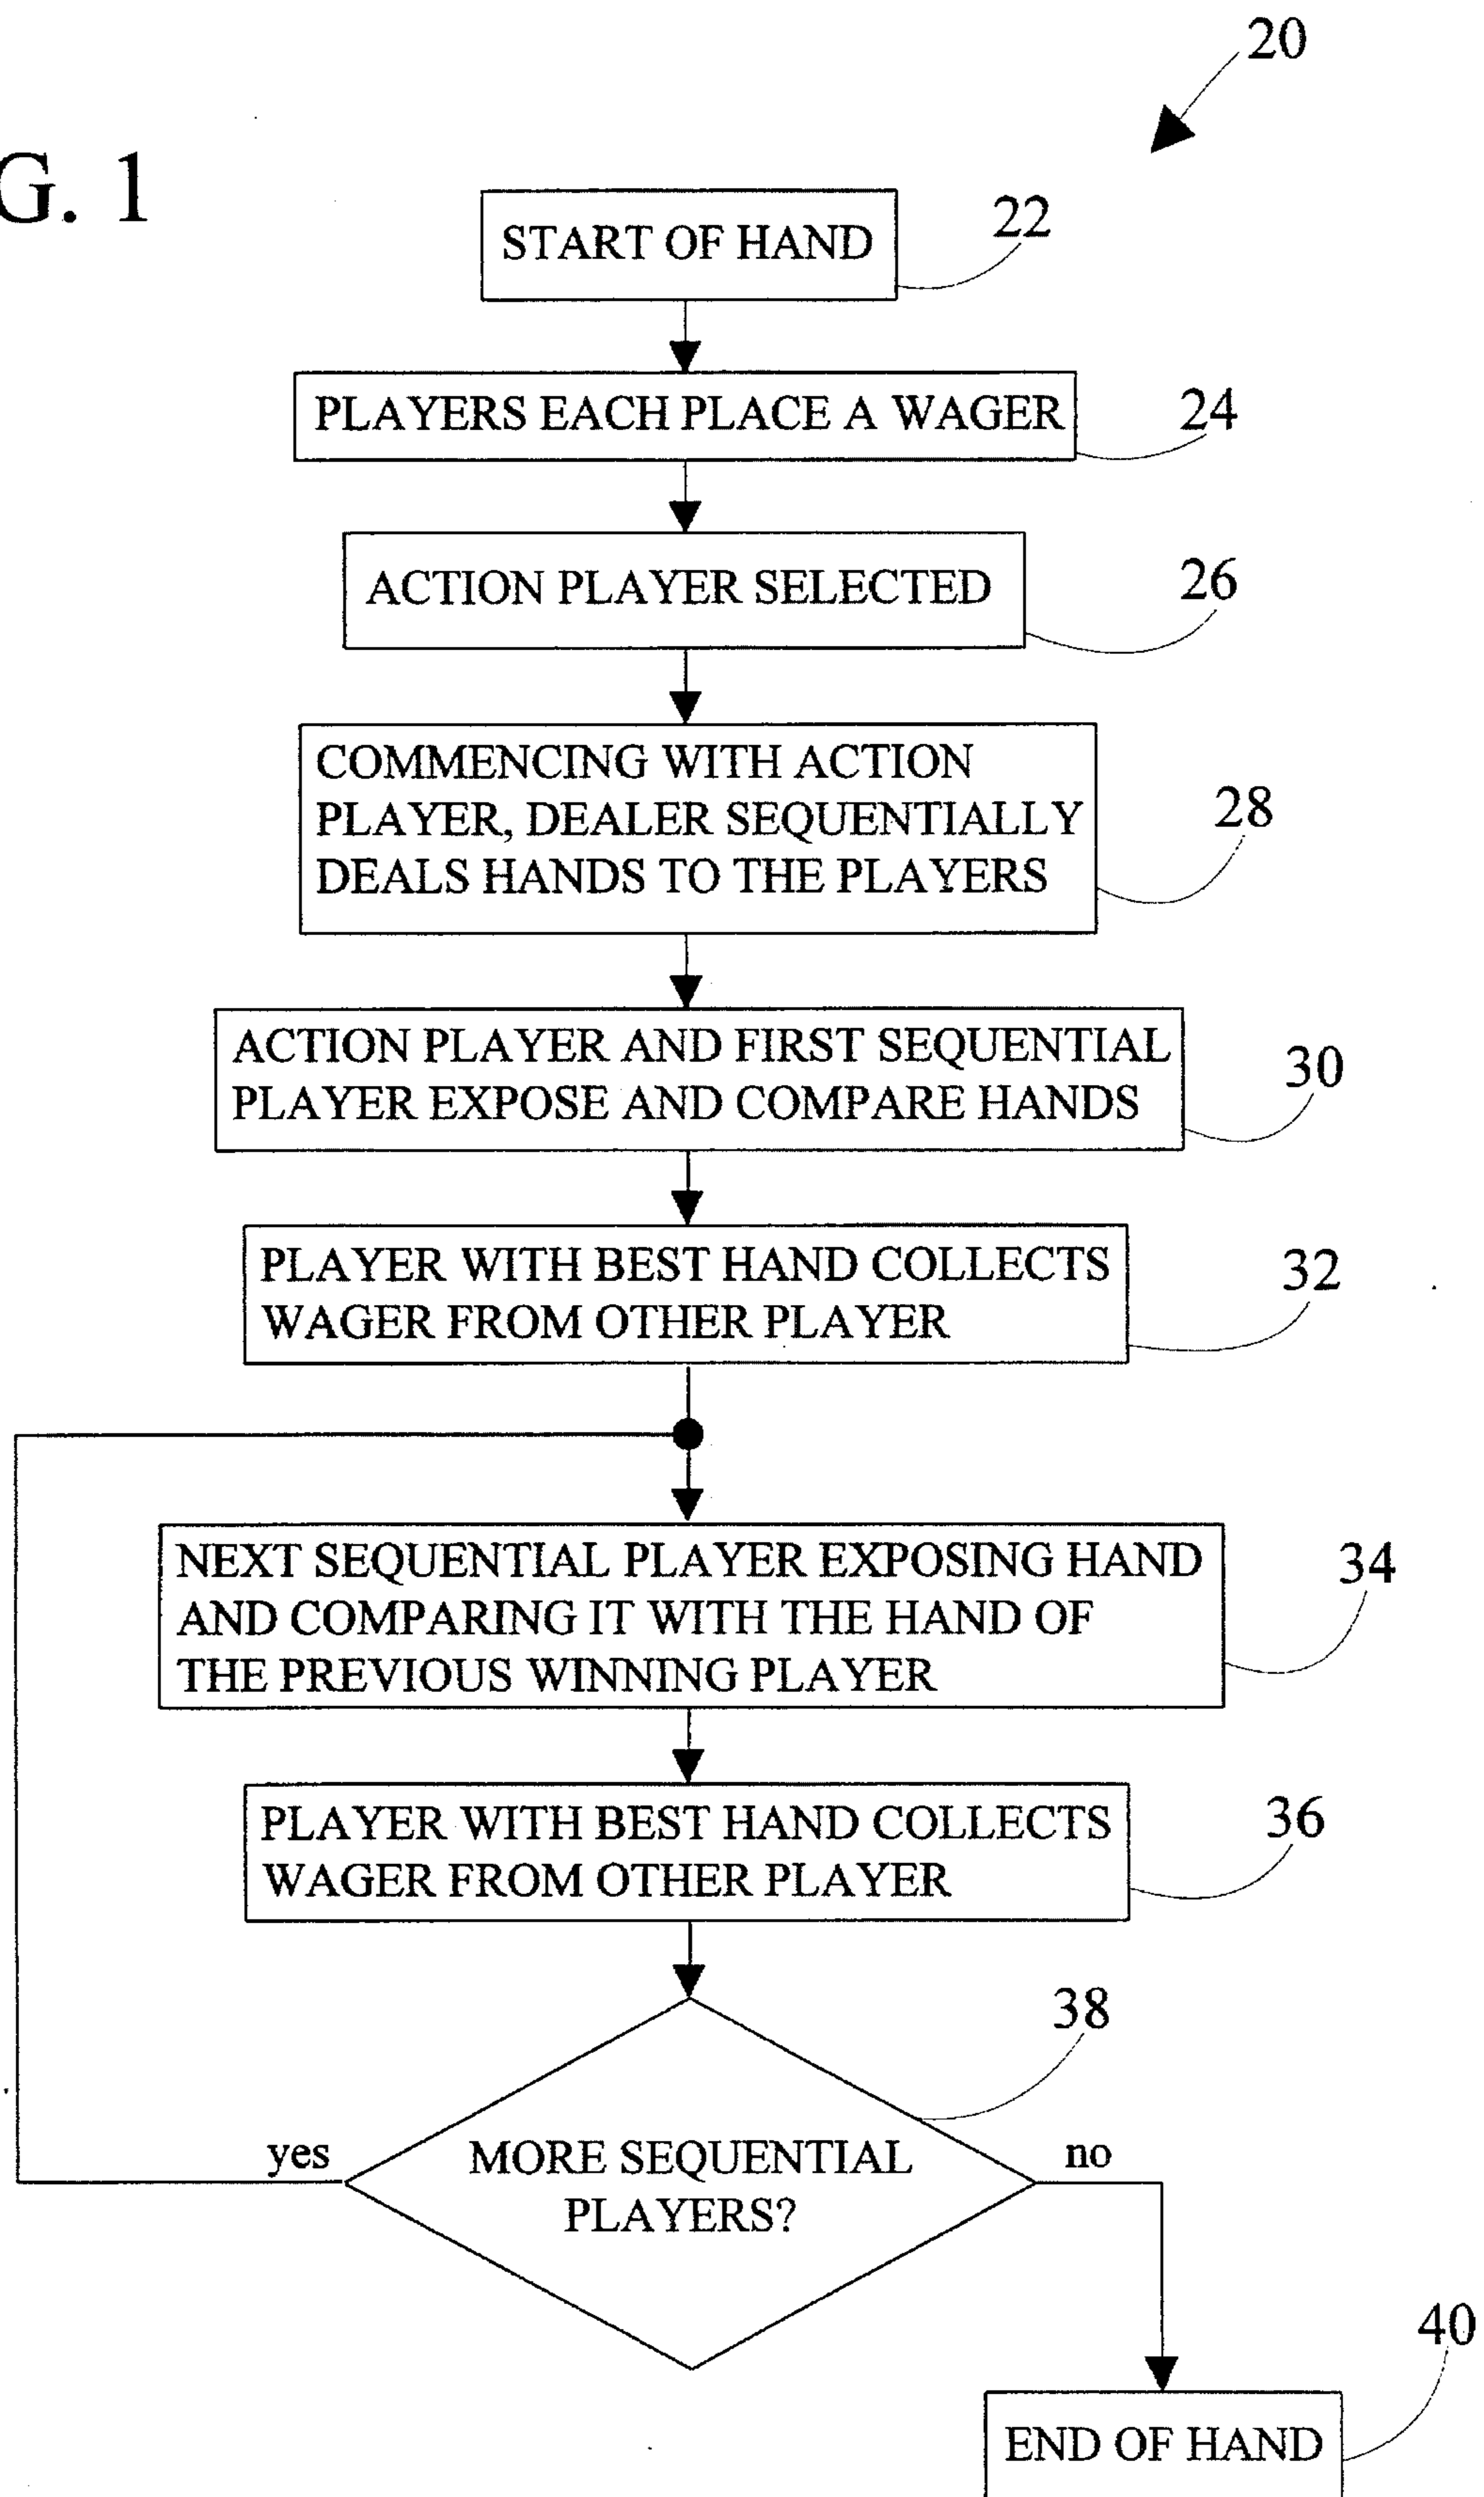 20
G. 1
START OF HAND
22
PLAYERS EACH PLACE A WAGER
24
ACTION PLAYER SELECTED
26
COMMENCING WITH ACTION
PLAYER, DEALER SEQUENTIALLY
DEALS HANDS TO THE PLAYERS
28
ACTION PLAYER AND FIRST SEQUENTIAL
PLAYER EXPOSE AND COMPARE HANDS
30
PLAYER WITH BEST HAND COLLECTS
WAGER FROM OTHER PLAYER
32
NEXT SEQUENTIAL PLAYER EXPOSING HAND
AND COMPARING IT WITH THE HAND OF
THE PREVIOUS WINNING PLAYER
34
PLAYER WITH BEST HAND COLLECTS
WAGER FROM OTHER PLAYER
36
38
yes
MORE SEQUENTIAL
PLAYERS?
no
40
END OF HAND